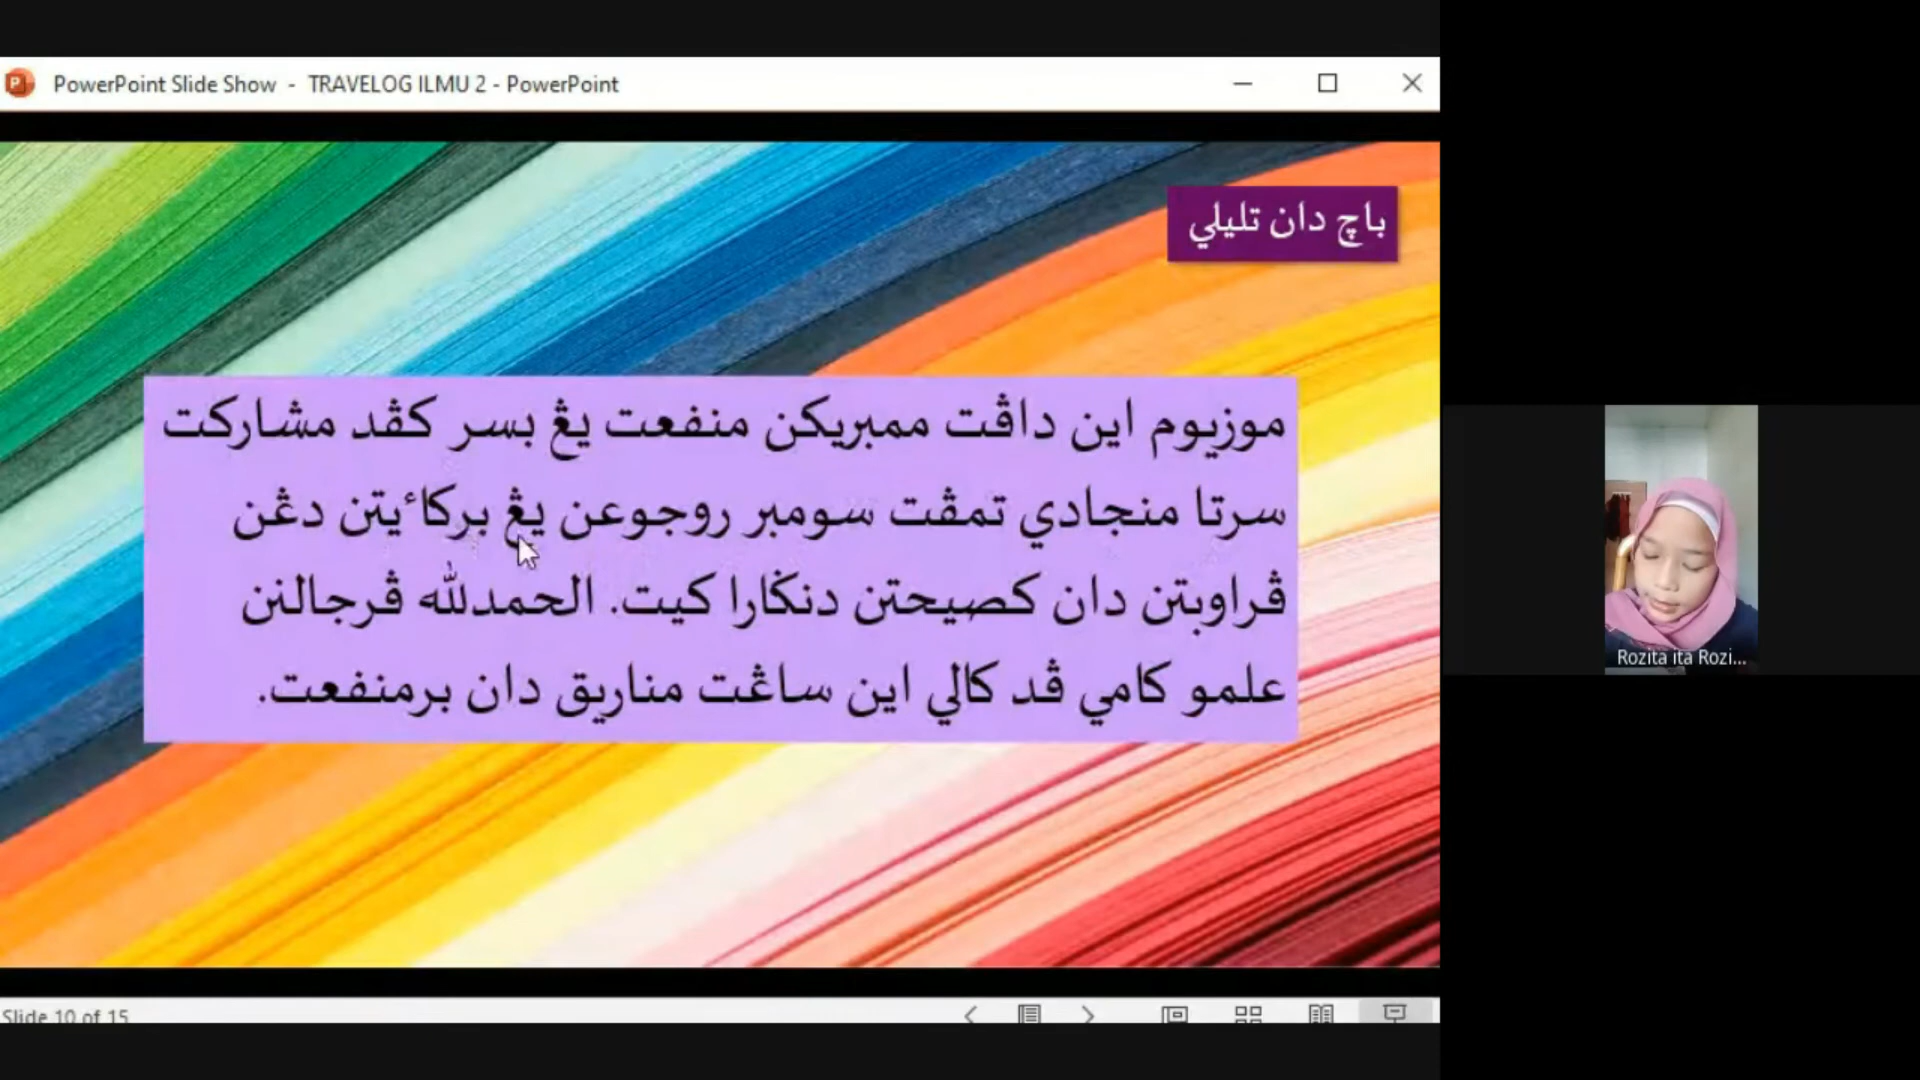 PowerPoint Slide Show - TRAVELOG ILMU 2 - PowerPoint
باچ دان تليلي
موزيوم اين داڤت ممبريكن منفعت يڠ بسر كڤد مشاركت
سرتا منجادي تمڤت سومبر روجوعن يڠ بركاءيتن دڠن
ڤراوبتن دان كصيحتن دنݢارا كيت. الحمدلله ڤرجالنن
علمو كامي ڤد كالي اين ساڠت مناريق دان برمنفعت.
Rozita ita Rozi...
Slide 10 of 15